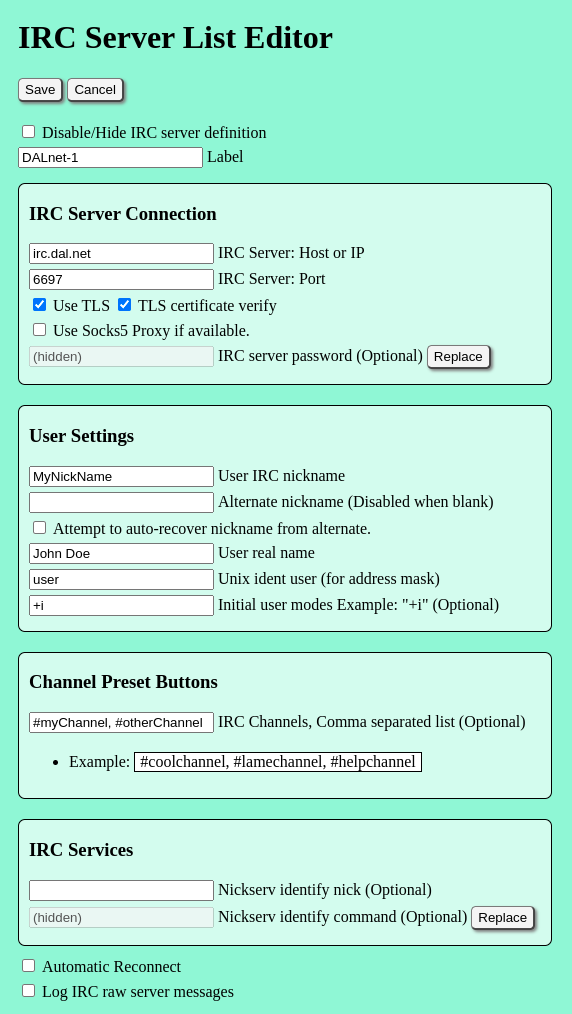 IRC Server List Editor
Save Cancel
Disable/Hide IRC server definition
DALnet-1 Label
IRC Server Connection
irc.dal.net IRC Server: Host or IP
6697 IRC Server: Port
Use TLS TLS certificate verify
Use Socks5 Proxy if available.
(hidden) IRC server password (Optional) Replace
User Settings
MyNickName User IRC nickname
Alternate nickname (Disabled when blank)
Attempt to auto-recover nickname from alternate.
John Doe User real name
user Unix ident user (for address mask)
+i Initial user modes Example: "+i" (Optional)
Channel Preset Buttons
#myChannel, #otherChannel IRC Channels, Comma separated list (Optional)
• Example: #coolchannel, #lamechannel, #helpchannel
IRC Services
Nickserv identify nick (Optional)
(hidden) Nickserv identify command (Optional) Replace
Automatic Reconnect
Log IRC raw server messages